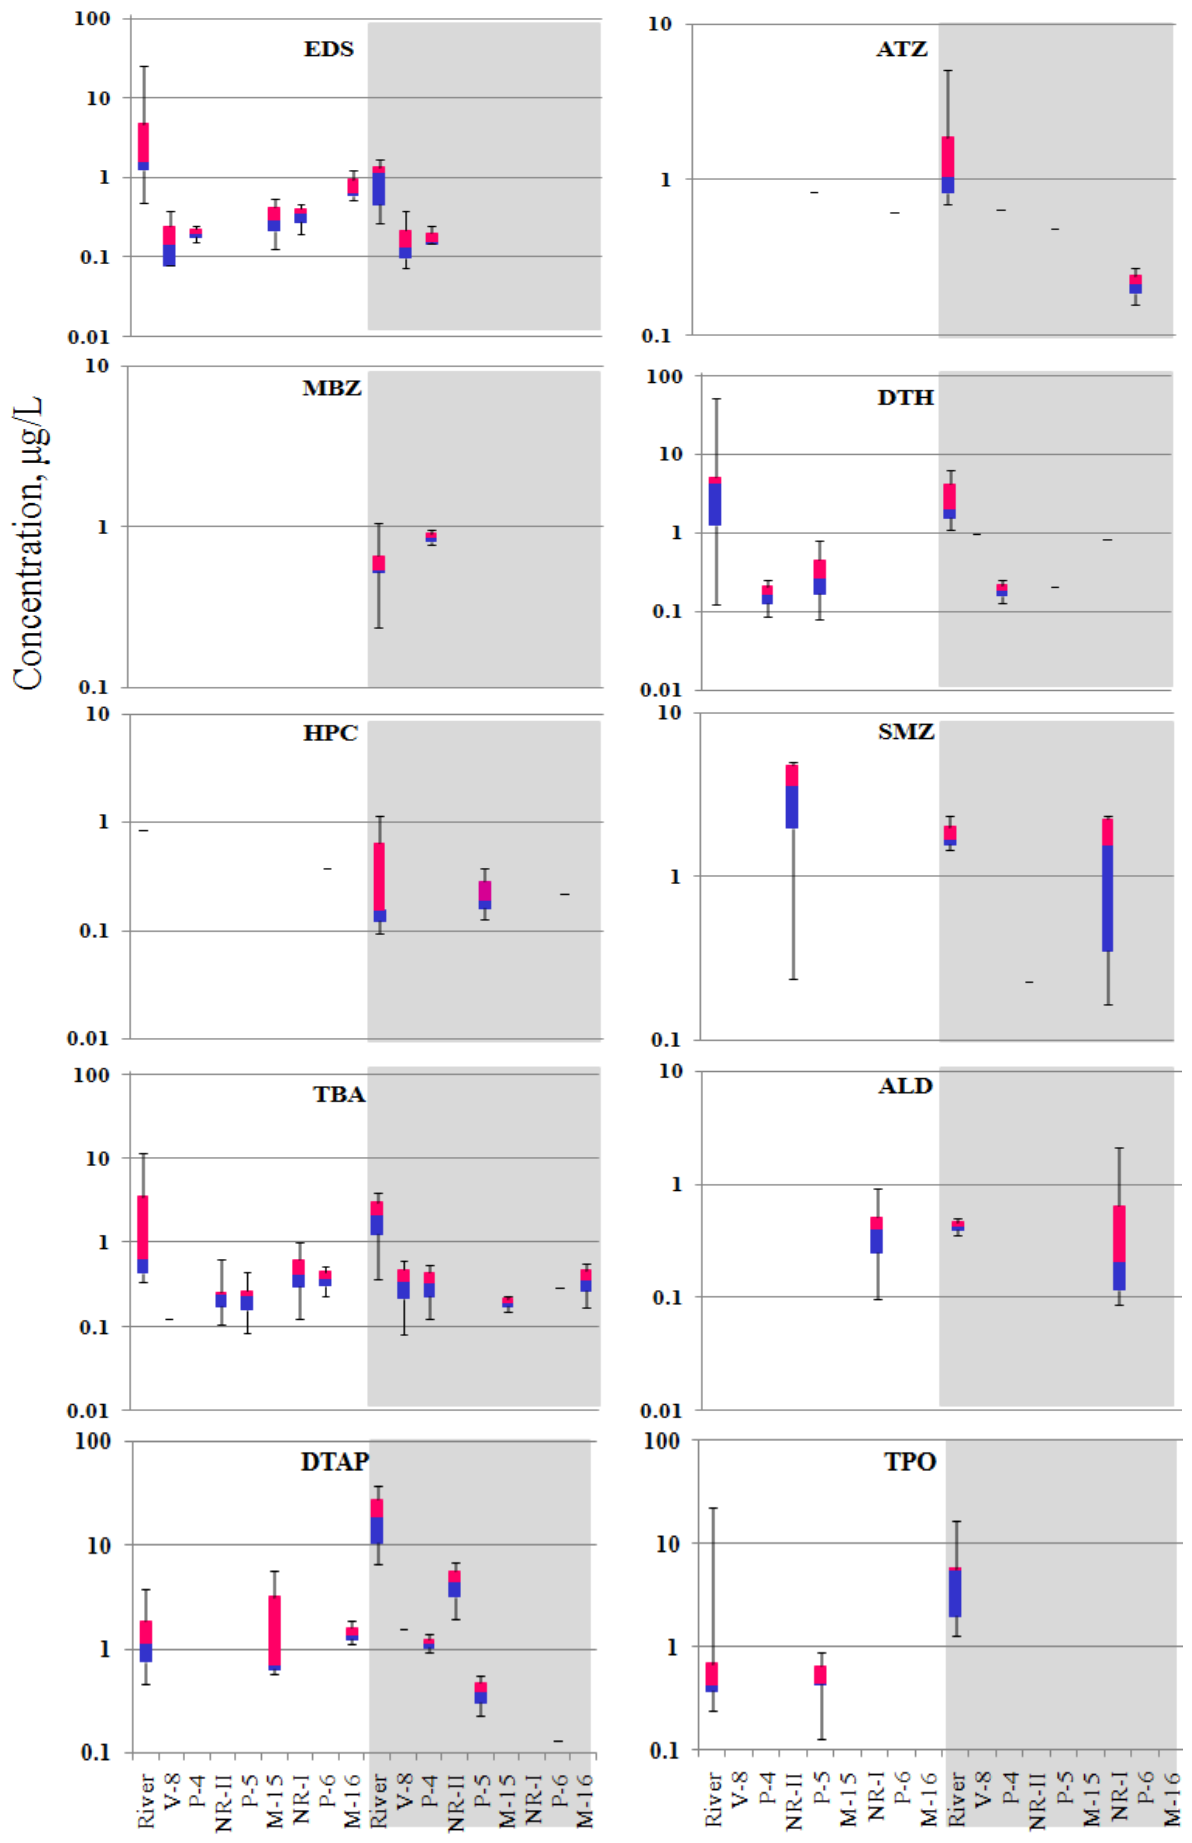 EDS
100
10
1
0.1
0.01
ATZ
10
1
0.1
MBZ
10
1
0.1
DTH
100
10
1
0.1
0.01
Concentration, µg/L
HPC
10
1
0.1
0.01
SMZ
10
1
0.1
TBA
100
10
1
0.1
0.01
ALD
10
1
0.1
0.01
DTAP
100
10
1
0.1
TPO
100
10
1
0.1
River
V-8
P-4
NR-II
P-5
M-15
NR-I
P-6
M-16
River
V-8
P-4
NR-II
P-5
M-15
NR-I
P-6
M-16
River
V-8
P-4
NR-II
P-5
M-15
NR-I
P-6
M-16
River
V-8
P-4
NR-II
P-5
M-15
NR-I
P-6
M-16